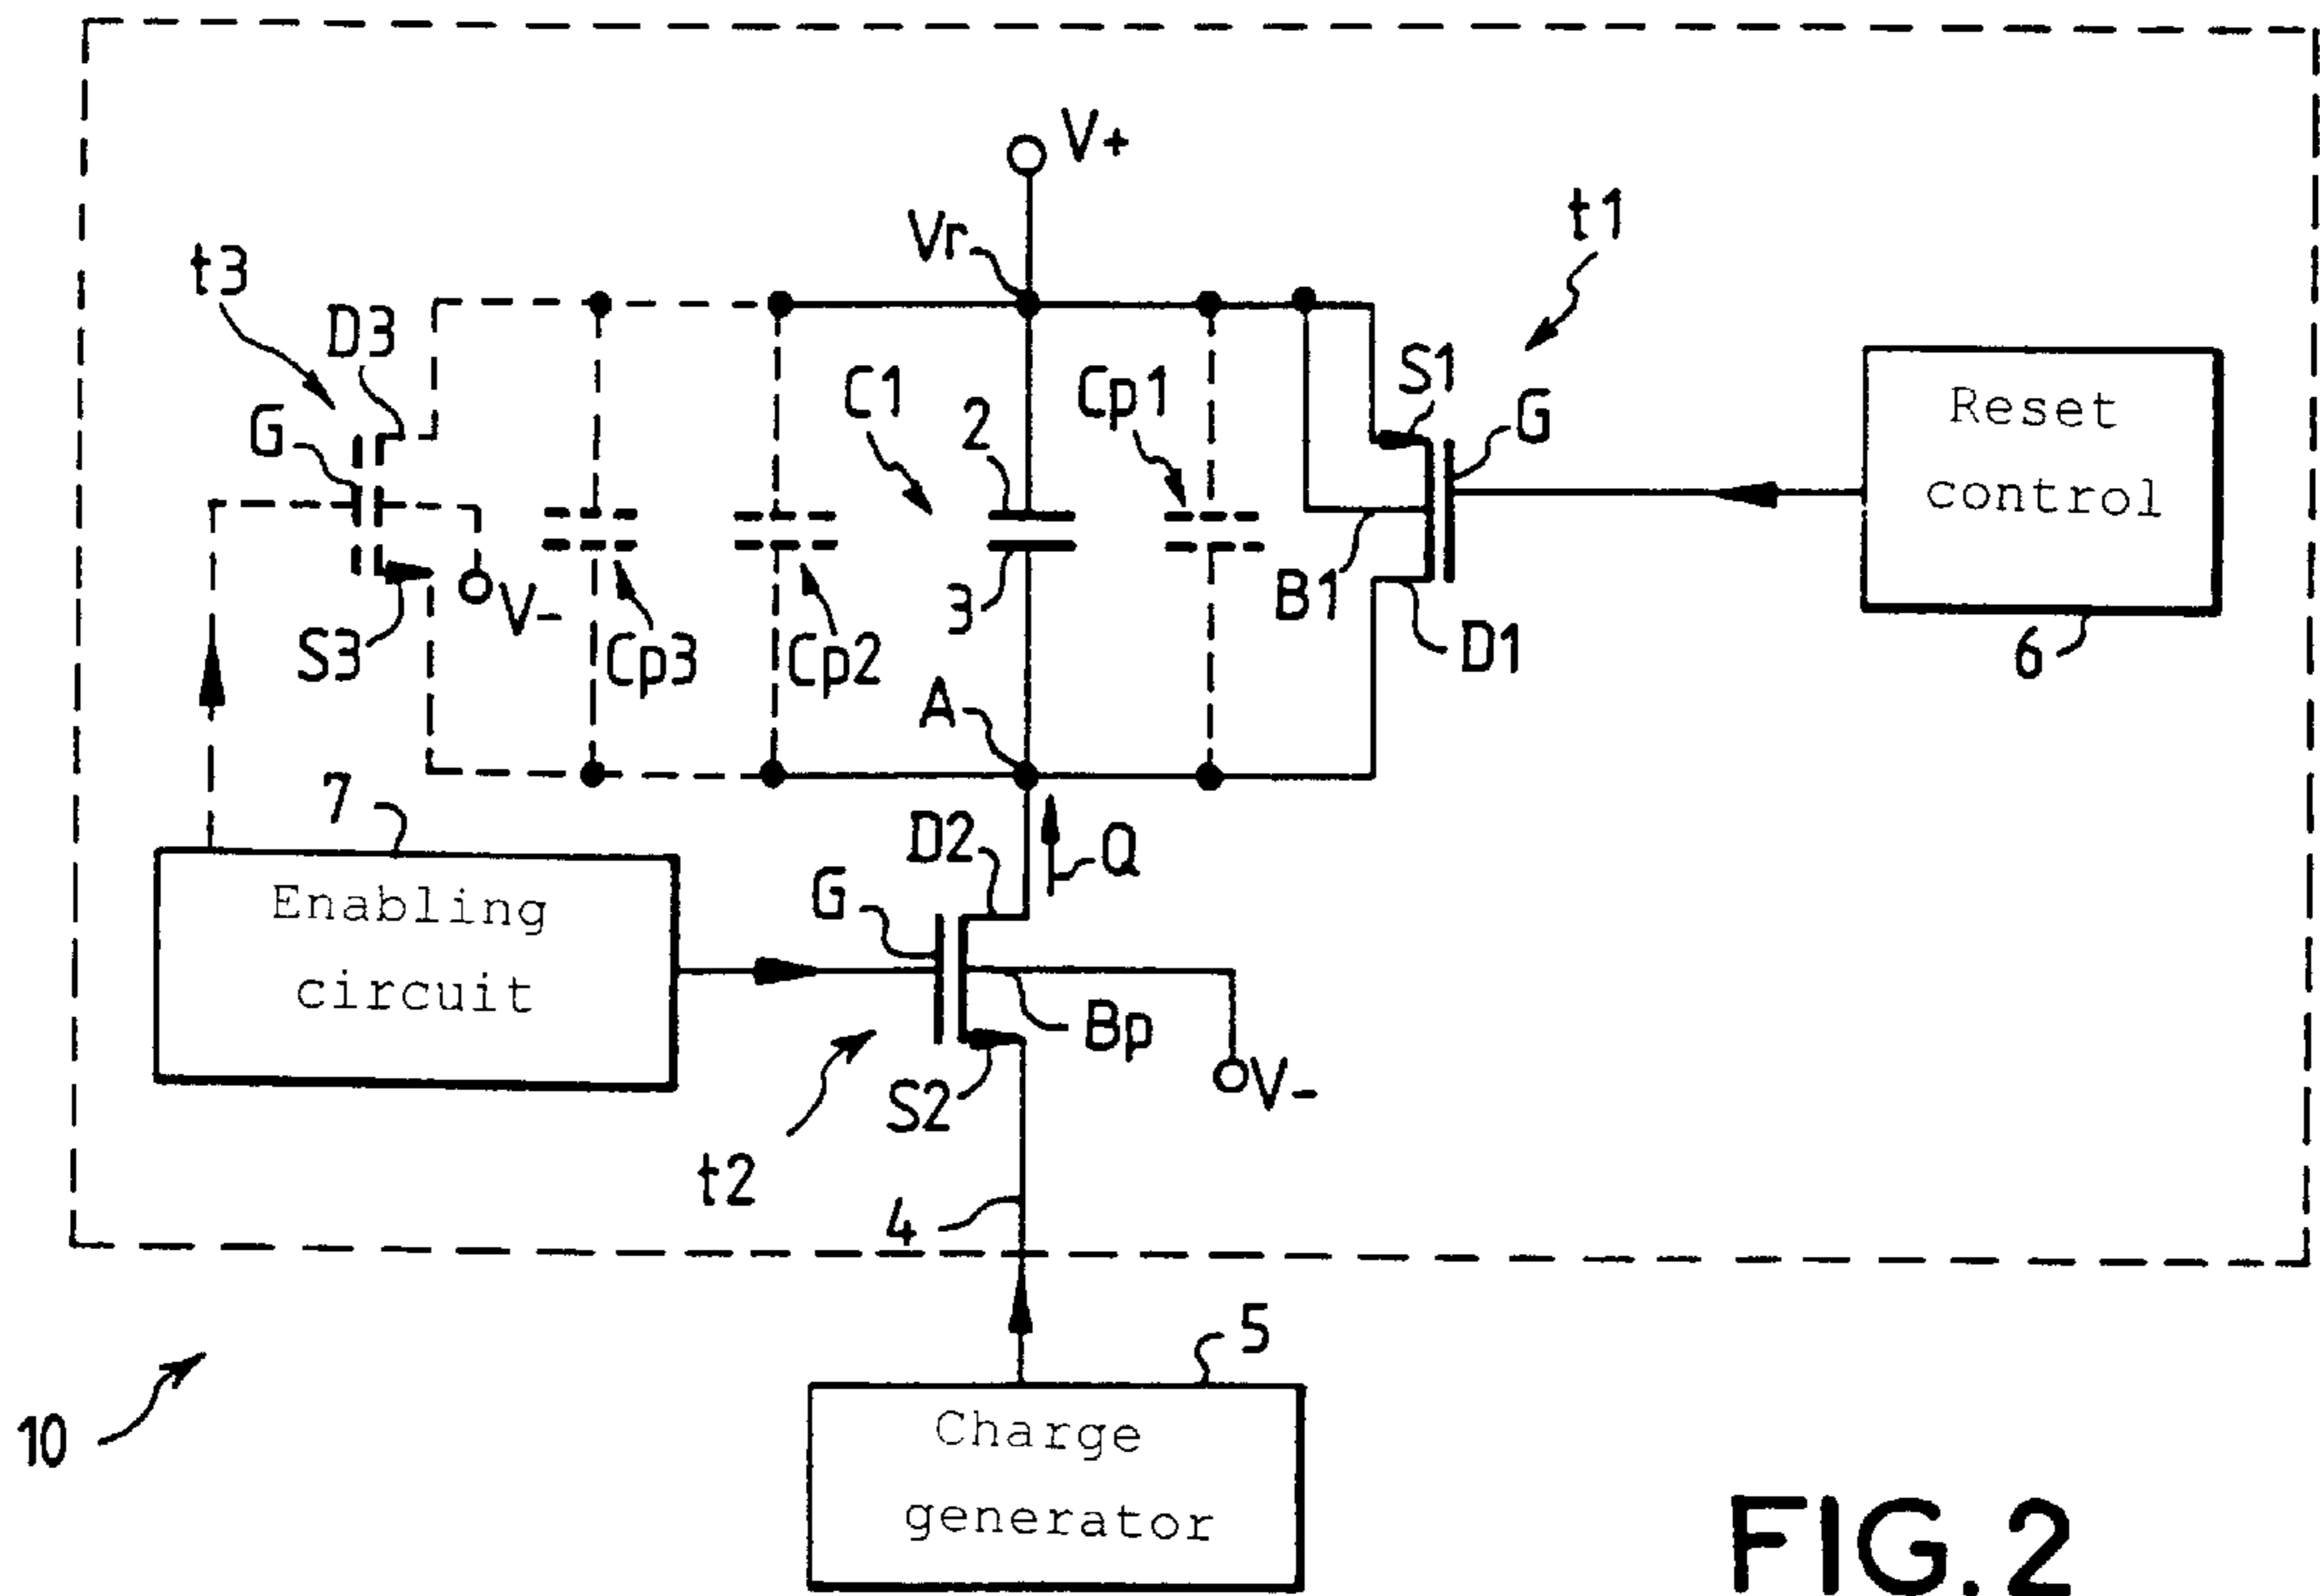 V+
Vr
t1
t3
D3
G
C1
2
Cp1
S1
G
Reset
control
V-
S3
Cp3
Cp2
3
B1
D1
6
A
7
D2
Q
G
Enabling
circuit
Bp
S2
V-
t2
4
5
10
Charge
generator
FIG.2